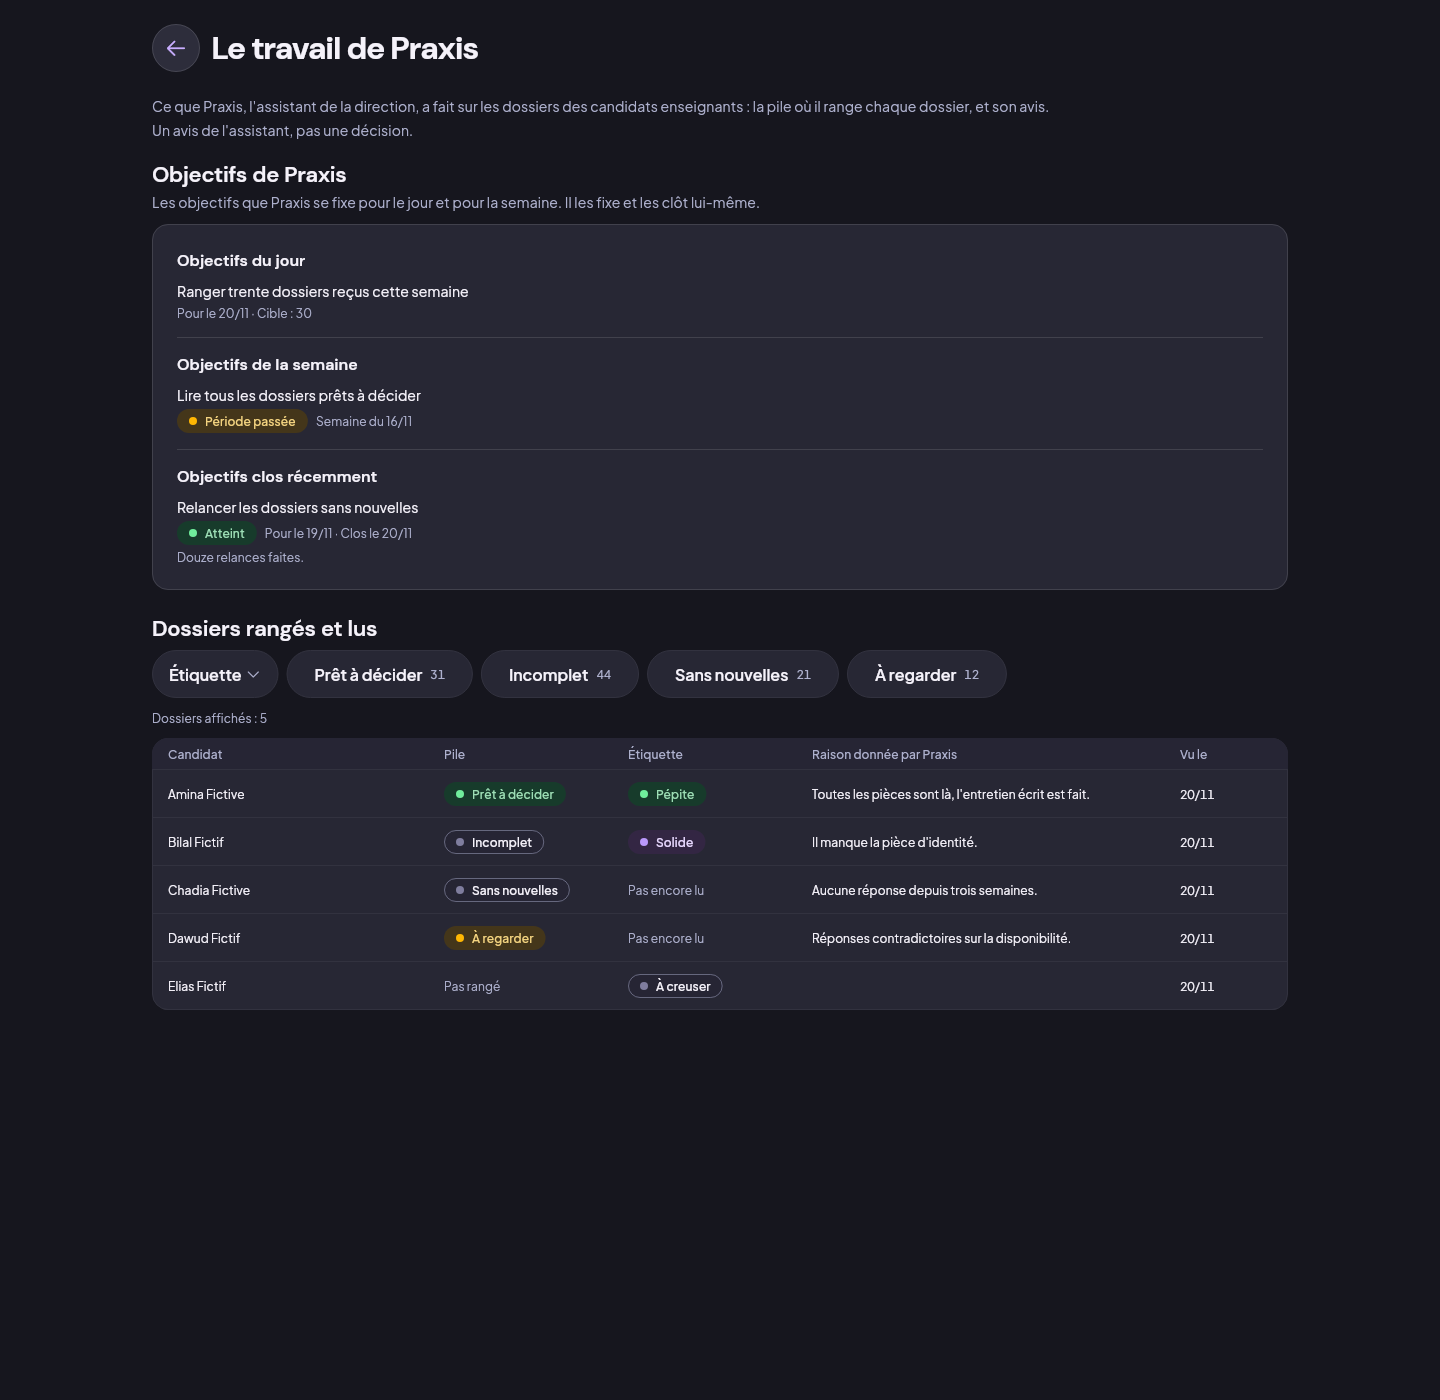 Le travail de Praxis
Ce que Praxis, l'assistant de la direction, a fait sur les dossiers des candidats enseignants : la pile où il range chaque dossier, et son avis.
Un avis de l'assistant, pas une décision.
Objectifs de Praxis
Les objectifs que Praxis se fixe pour le jour et pour la semaine. Il les fixe et les clôt lui-même.
Objectifs du jour
Ranger trente dossiers reçus cette semaine
Pour le 20/11 · Cible : 30
Objectifs de la semaine
Lire tous les dossiers prêts à décider
Période passée Semaine du 16/11
Objectifs clos récemment
Relancer les dossiers sans nouvelles
Atteint Pour le 19/11 · Clos le 20/11
Douze relances faites.
Dossiers rangés et lus
Étiquette Prêt à décider 31 Incomplet 44 Sans nouvelles 21 À regarder 12
Dossiers affichés : 5
Candidat Pile Étiquette Raison donnée par Praxis Vu le
Amina Fictive Prêt à décider Pépite Toutes les pièces sont là, l'entretien écrit est fait. 20/11
Bilal Fictif Incomplet Solide Il manque la pièce d'identité. 20/11
Chadia Fictive Sans nouvelles Pas encore lu Aucune réponse depuis trois semaines. 20/11
Dawud Fictif À regarder Pas encore lu Réponses contradictoires sur la disponibilité. 20/11
Elias Fictif Pas rangé À creuser 20/11